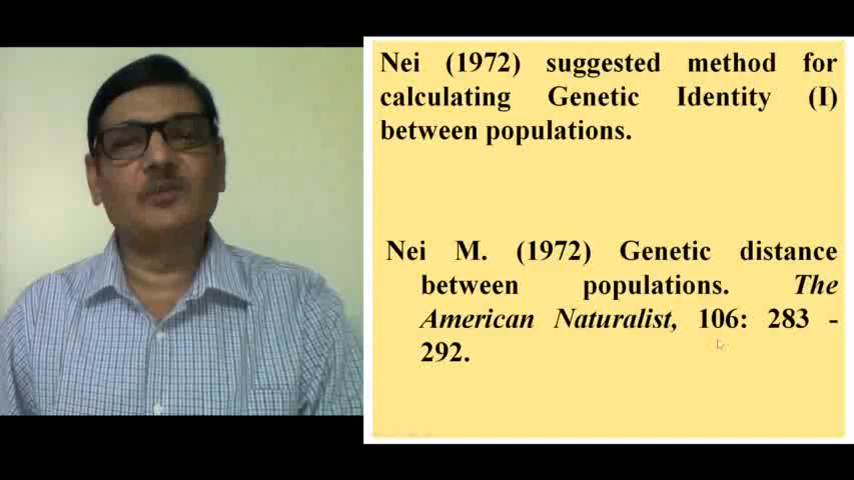 Nei (1972) suggested method for
calculating Genetic Identity (I)
between populations.
Nei M. (1972) Genetic distance
between populations. The
American Naturalist, 106: 283 -
292.